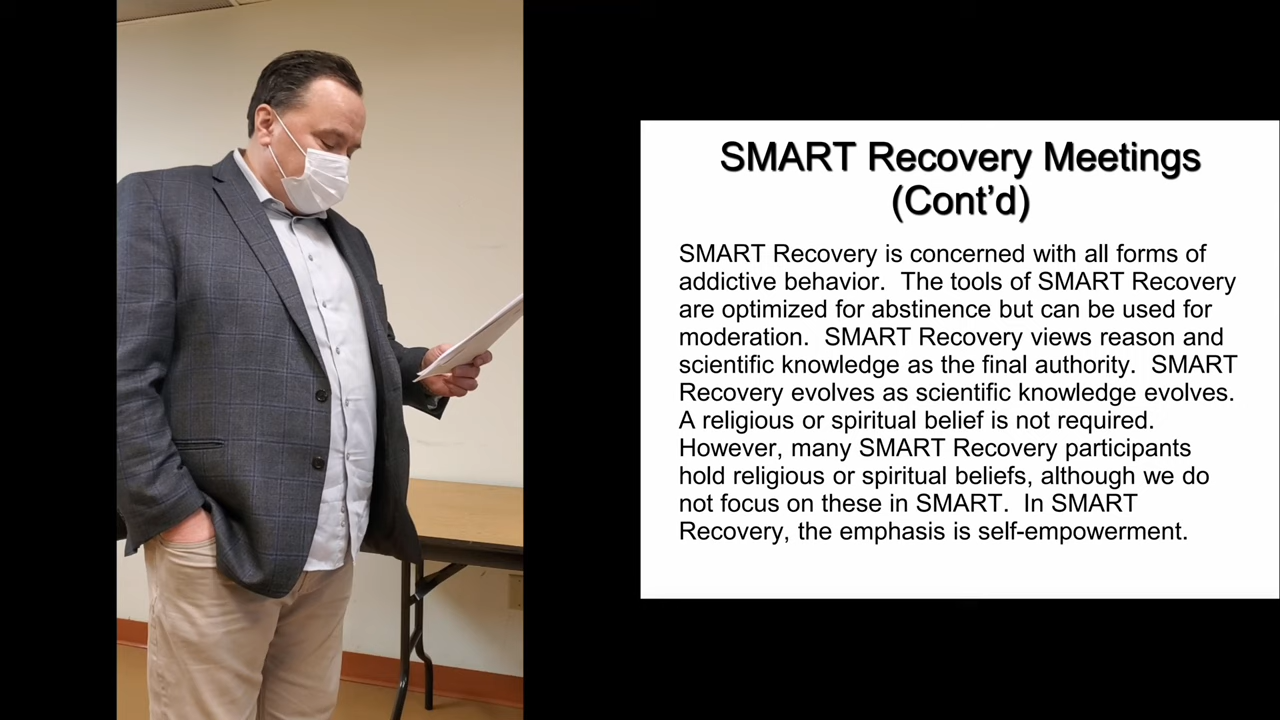 SMART Recovery Meetings
(Cont’d)
SMART Recovery is concerned with all forms of
addictive behavior.  The tools of SMART Recovery
are optimized for abstinence but can be used for
moderation.  SMART Recovery views reason and
scientific knowledge as the final authority.  SMART
Recovery evolves as scientific knowledge evolves.
A religious or spiritual belief is not required.
However, many SMART Recovery participants
hold religious or spiritual beliefs, although we do
not focus on these in SMART.  In SMART
Recovery, the emphasis is self-empowerment.